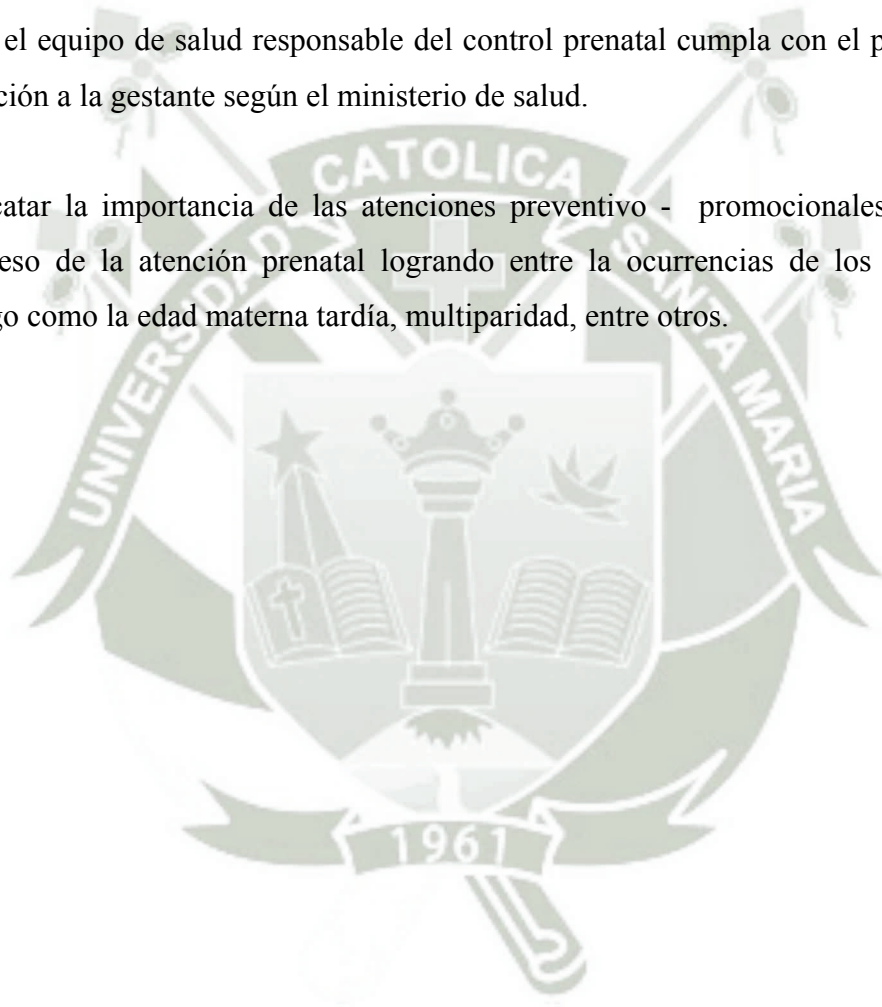 el equipo de salud responsable del control prenatal cumpla con el p
ción a la gestante según el ministerio de salud.
catar la importancia de las atenciones preventivo - promocionales
eso de la atención prenatal logrando entre la ocurrencias de los
go como la edad materna tardía, multiparidad, entre otros.
UNIVERSIDAD CATOLICA SANTA MARIA
1961